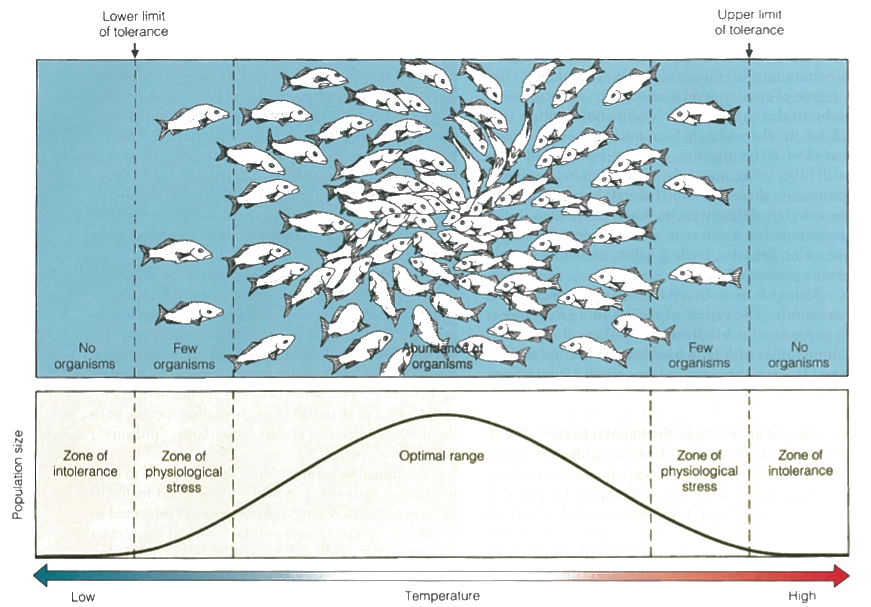 Lower limit
of tolerance
Upper limit
of tolerance
No
organisms
Few
organisms
Abundance of
organisms
Few
organisms
No
organisms
Population size
Zone of
intolerance
Zone of
physiological
stress
Optimal range
Zone of
physiological
stress
Zone of
intolerance
Low
Temperature
High